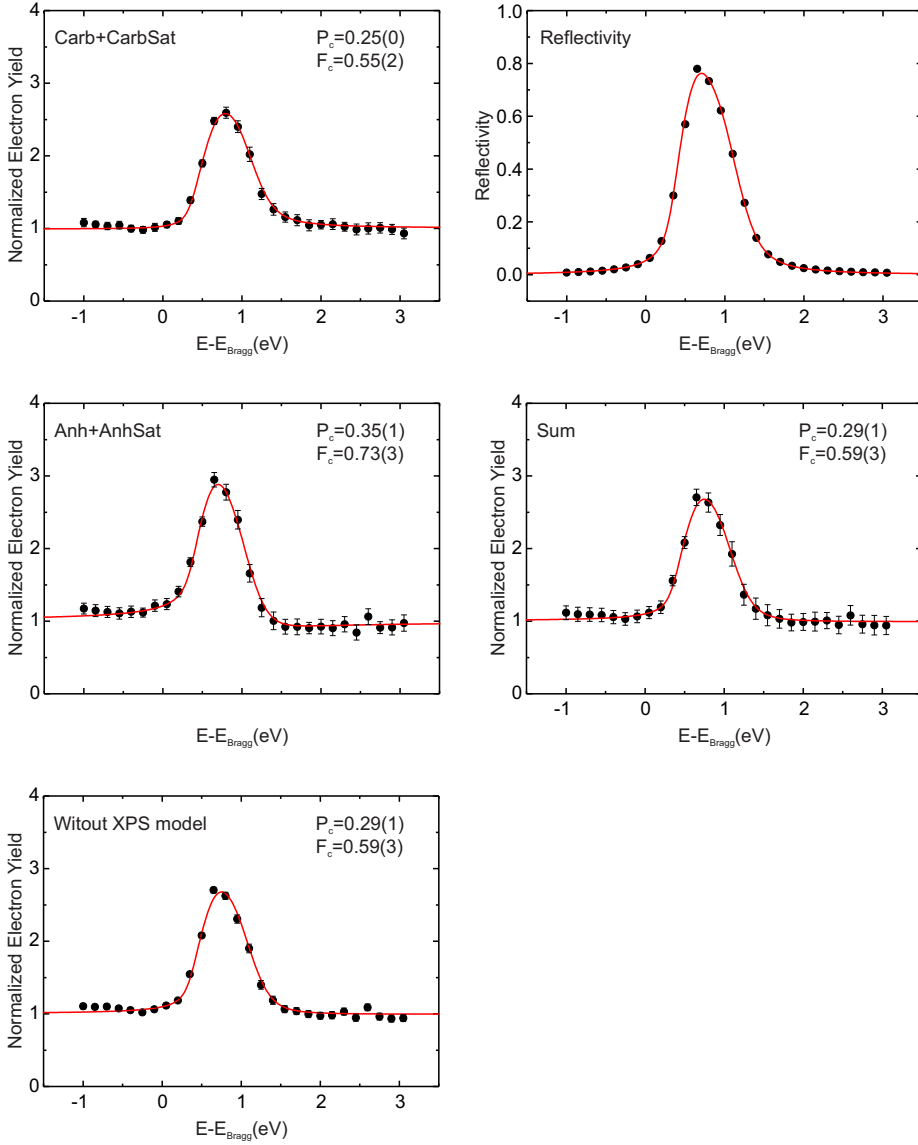 Carb+CarbSat
Pc=0.25(0)
Fc=0.55(2)
Normalized Electron Yield
4
3
2
1
0
-1 0 1 2 3
E-EBragg(eV)
Reflectivity
Reflectivity
1.0
0.8
0.6
0.4
0.2
0.0
-1 0 1 2 3
E-EBragg(eV)
Anh+AnhSat
Pc=0.35(1)
Fc=0.73(3)
Normalized Electron Yield
4
3
2
1
0
E-EBragg(eV)
Sum
Pc=0.29(1)
Fc=0.59(3)
Normalized Electron Yield
4
3
2
1
0
-1 0 1 2 3
E-EBragg(eV)
Witout XPS model
Pc=0.29(1)
Fc=0.59(3)
Normalized Electron Yield
4
3
2
1
0
-1 0 1 2 3
E-EBragg(eV)